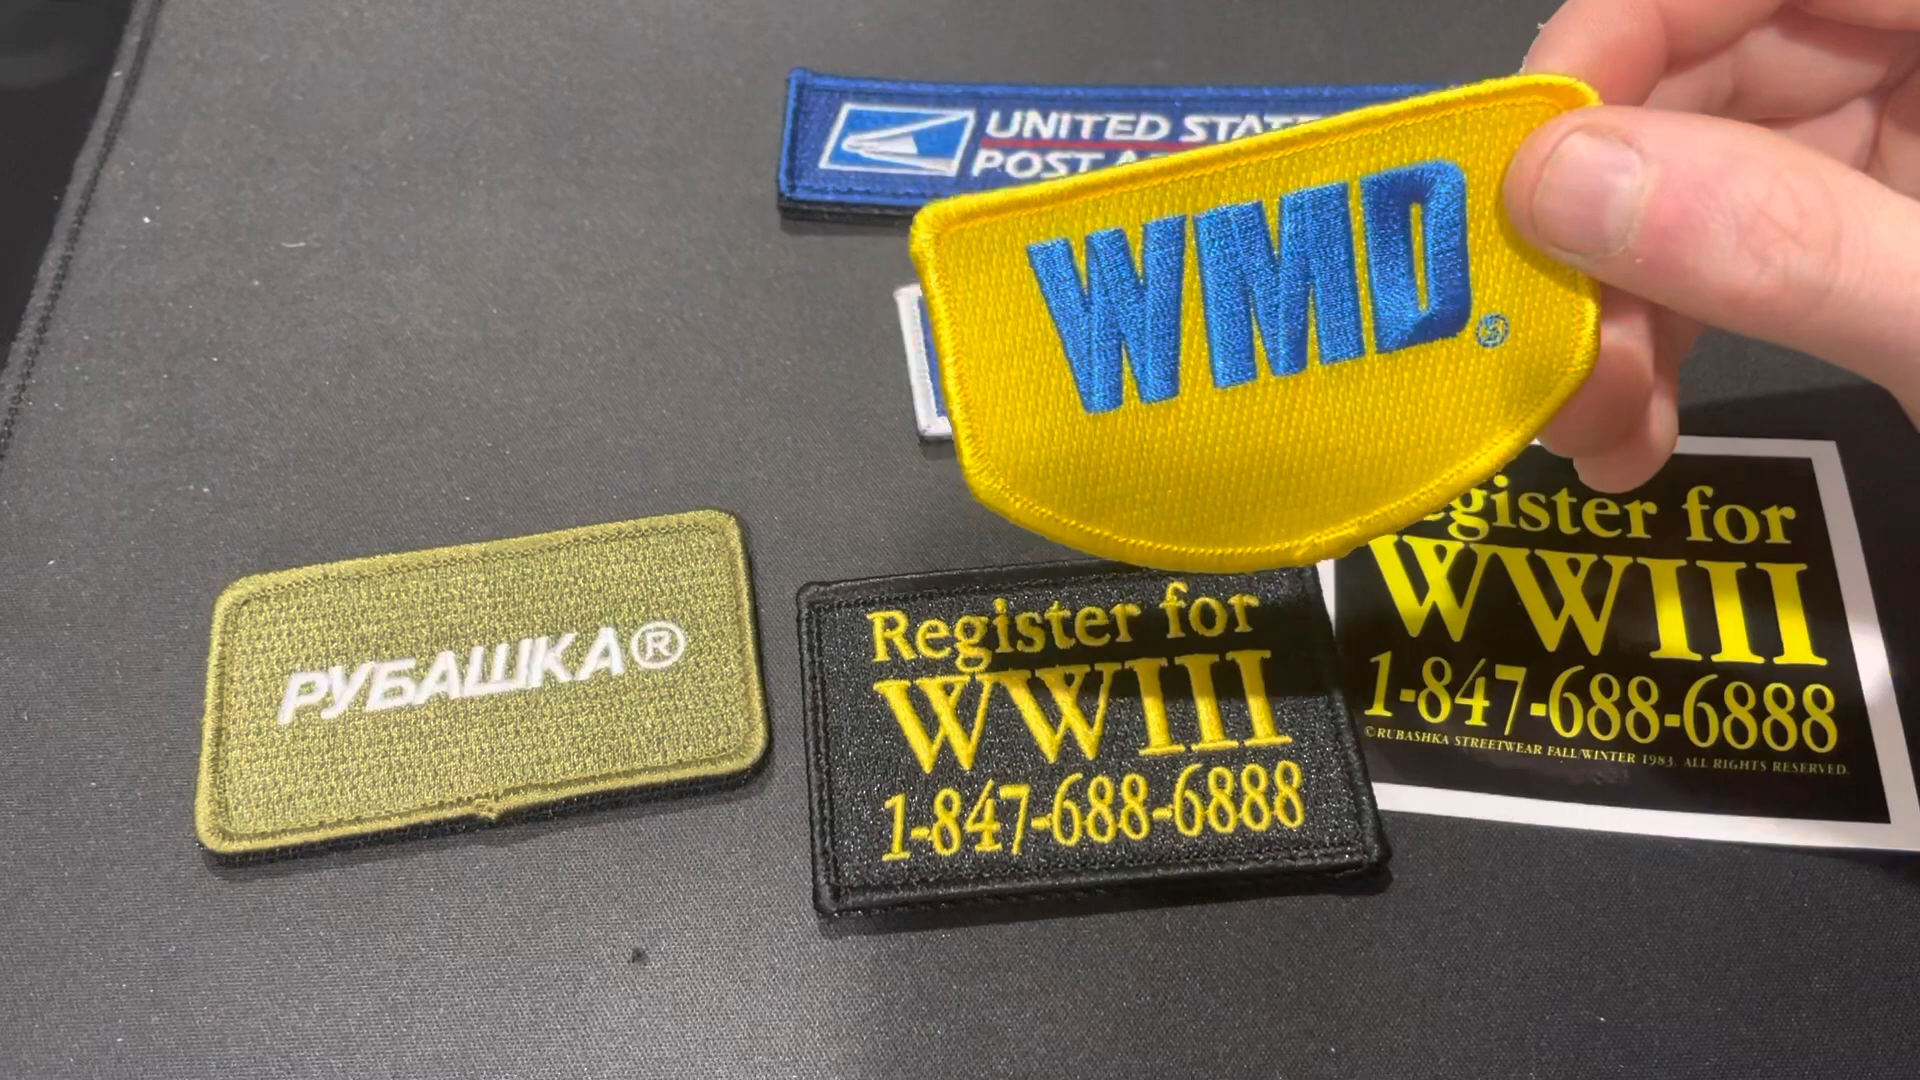 UNITED STATE
POST
WMD®
РУБАШКА®
Register for
WWIII
1-847-688-6888
egister for
WWIII
1-847-688-6888
©RUBASHKA STREETWEAR FALL/WINTER 1983. ALL RIGHTS RESERVED.